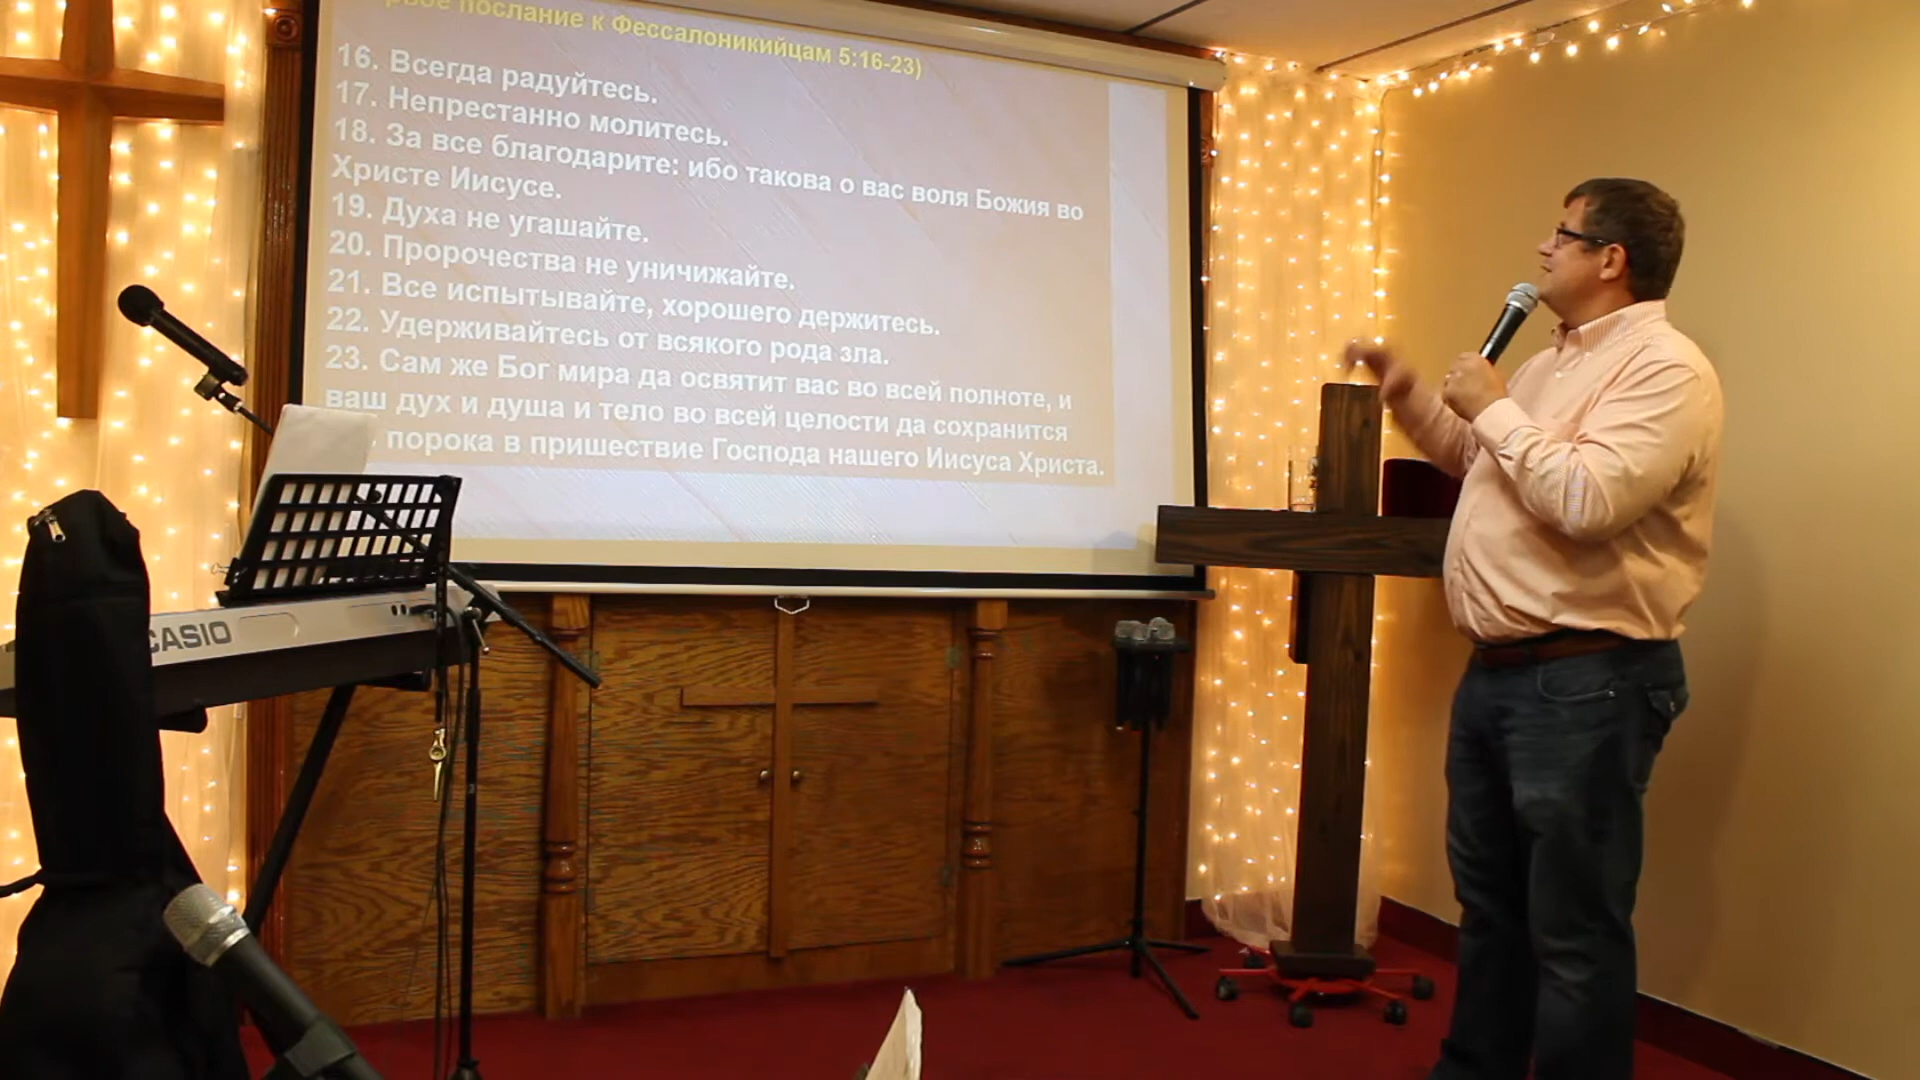 послание к Фессалоникийцам 5:16-23)
16. Всегда радуйтесь.
17. Непрестанно молитесь.
18. За все благодарите: ибо такова о вас воля Божия во
Христе Иисусе.
19. Духа не угашайте.
20. Пророчества не уничижайте.
21. Все испытывайте, хорошего держитесь.
22. Удерживайтесь от всякого рода зла.
23. Сам же Бог мира да освятит вас во всей полноте, и
ваш дух и душа и тело во всей целости да сохранится
порока в пришествие Господа нашего Иисуса Христа.
CASIO